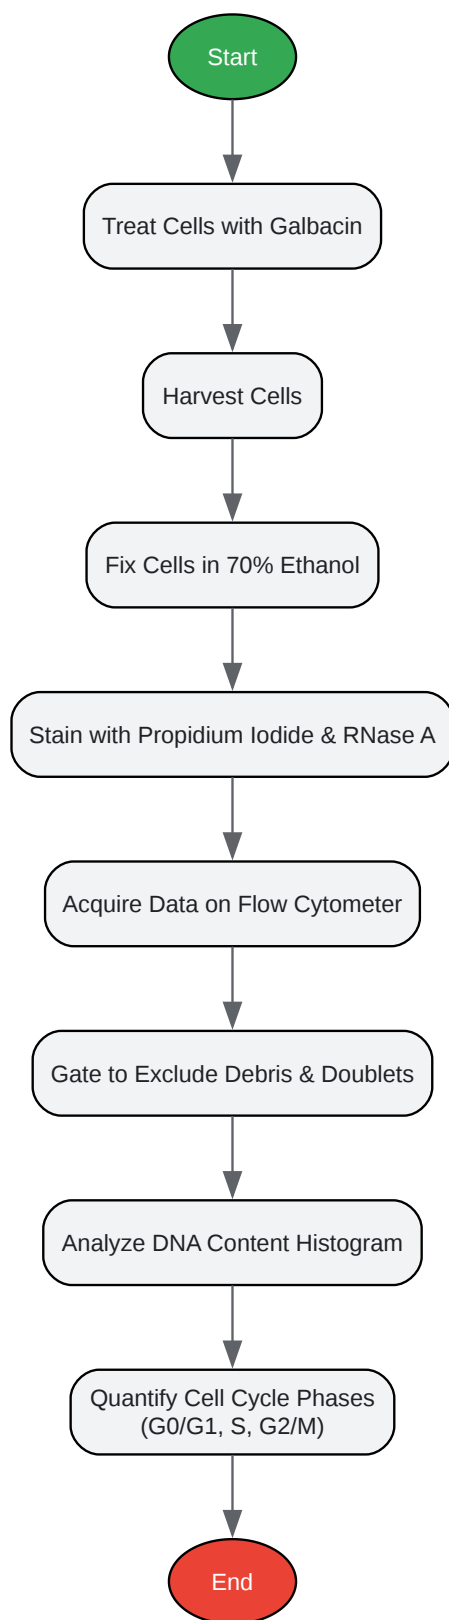 Start
Treat Cells with Galbacin
Harvest Cells
Fix Cells in 70% Ethanol
Stain with Propidium Iodide & RNase A
Acquire Data on Flow Cytometer
Gate to Exclude Debris & Doublets
Analyze DNA Content Histogram
Quantify Cell Cycle Phases
(G0/G1, S, G2/M)
End